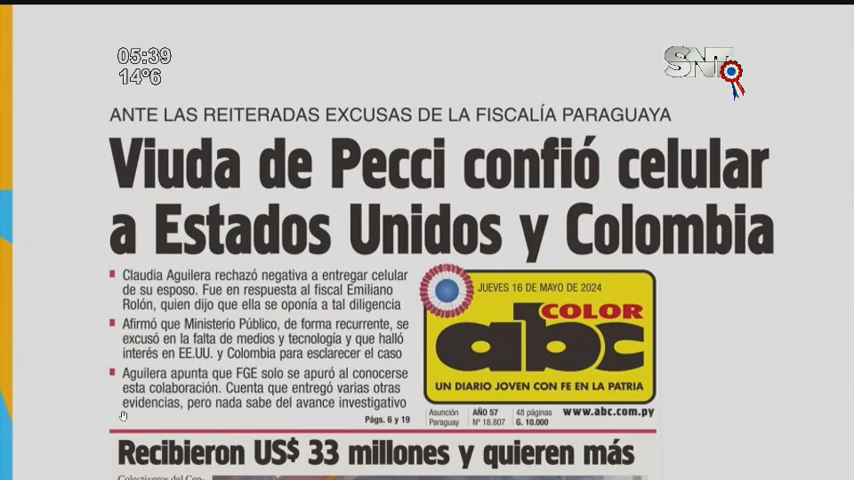 05:39
14°6
SNT
ANTE LAS REITERADAS EXCUSAS DE LA FISCALÍA PARAGUAYA
Viuda de Pecci confió celular
a Estados Unidos y Colombia
Claudia Aguilera rechazó negativa a entregar celular
de su esposo. Fue en respuesta al fiscal Emiliano
Rolón, quien dijo que ella se oponía a tal diligencia
Afirmó que Ministerio Público, de forma recurrente, se
excusó en la falta de medios y tecnología y que halló
interés en EE.UU. y Colombia para esclarecer el caso
Aguilera apunta que FGE solo se apuró al conocerse
esta colaboración. Cuenta que entregó varias otras
evidencias, pero nada sabe del avance investigativo
Págs. 6 y 19
JUEVES 16 DE MAYO DE 2024
COLOR
abc
UN DIARIO JOVEN CON FE EN LA PATRIA
Asunción
Paraguay
AÑO 57
Nº 18.807
48 páginas
G. 10.000
www.abc.com.py
Recibieron US$ 33 millones y quieren más
Colectiveros del Cen-